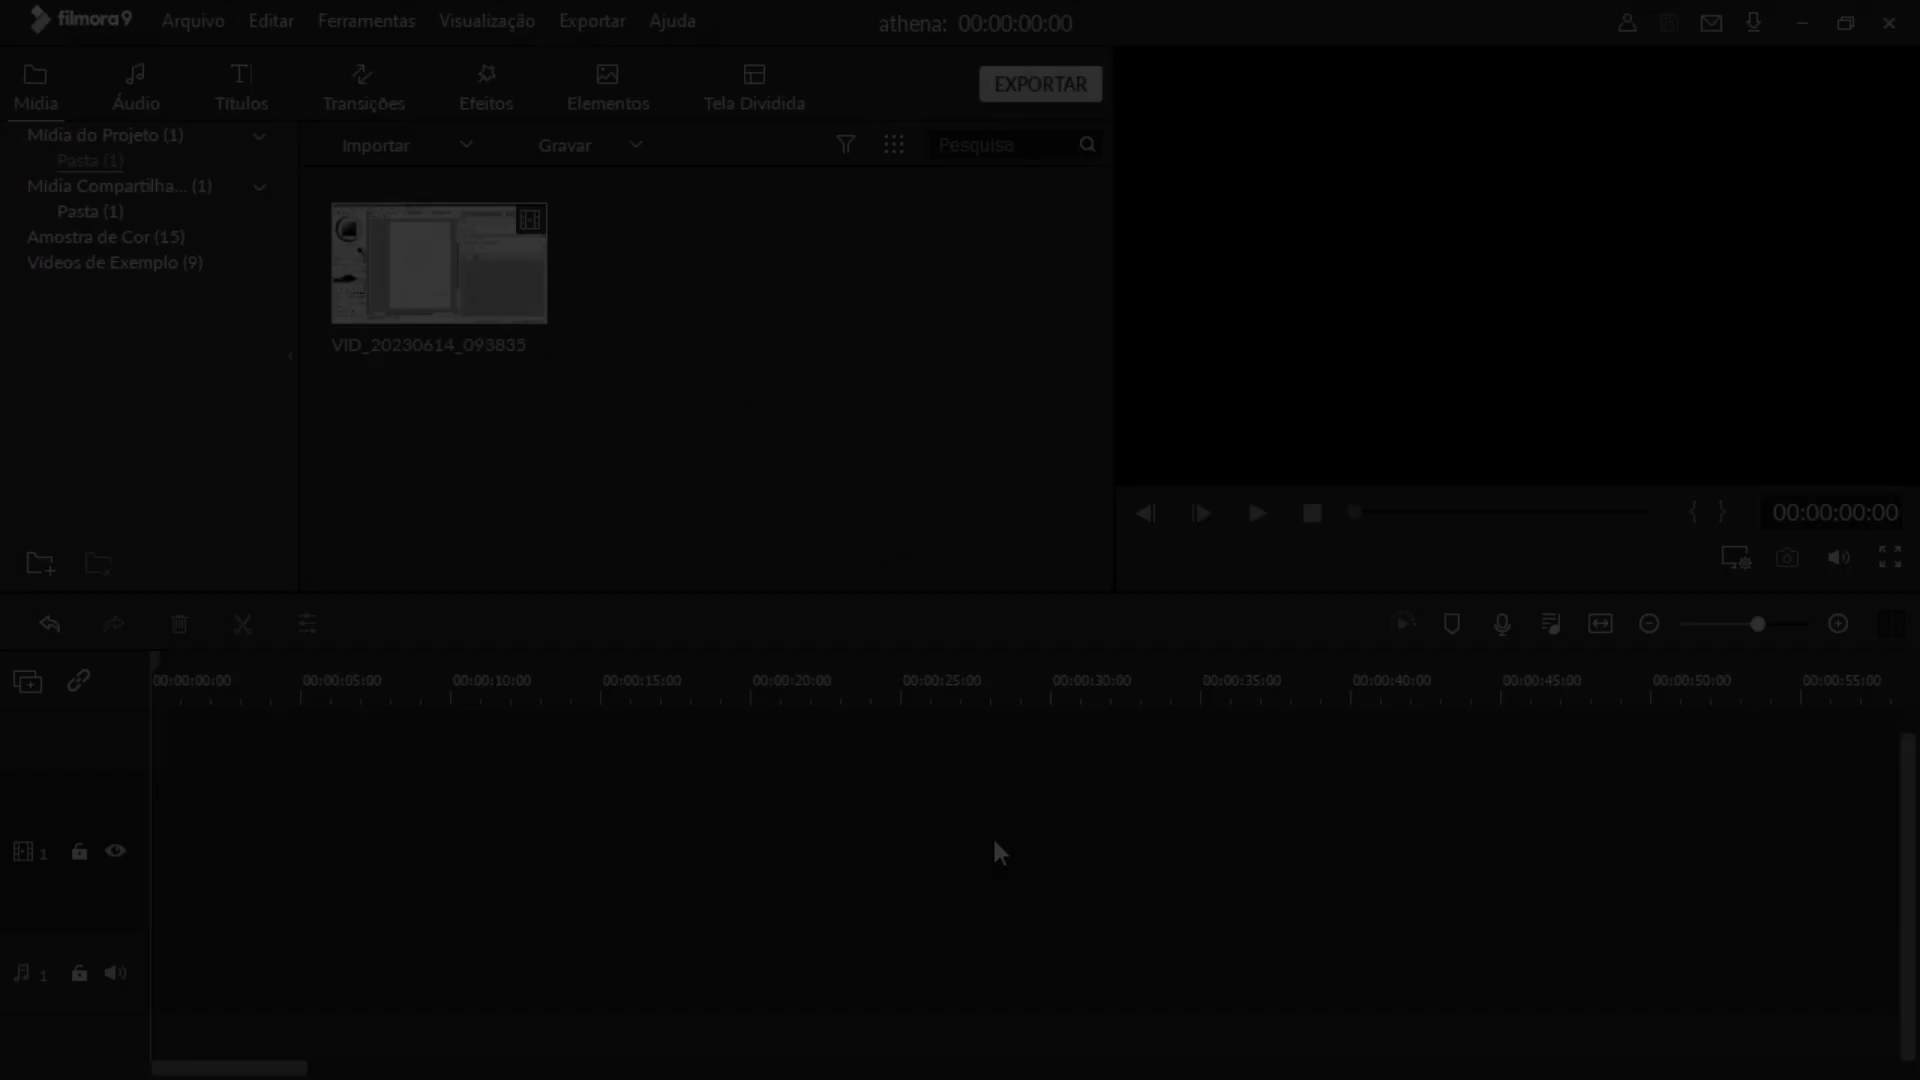 filmora9 Arquivo Editar Ferramentas Visualização Exportar Ajuda athena: 00:00:00:00
Mídia Áudio Títulos Transições Efeitos Elementos Tela Dividida EXPORTAR
Mídia do Projeto (1)
Pasta (1)
Mídia Compartilha... (1)
Pasta (1)
Amostra de Cor (15)
Vídeos de Exemplo (9)
Importar Gravar Pesquisa
VID_20230614_093835
00:00:00:00
00:00:00:00 00:00:05:00 00:00:10:00 00:00:15:00 00:00:20:00 00:00:25:00 00:00:30:00 00:00:35:00 00:00:40:00 00:00:45:00 00:00:50:00 00:00:55:00
1
1